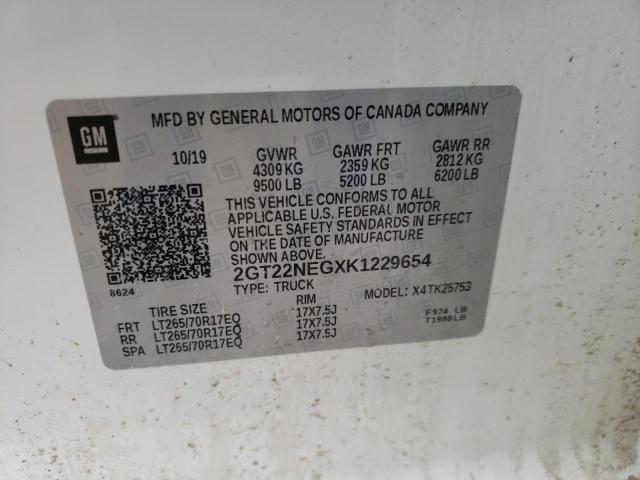 MFD BY GENERAL MOTORS OF CANADA COMPANY
GM
10/19 GVWR GAWR FRT GAWR RR
4309 KG 2359 KG 2812 KG
9500 LB 5200 LB 6200 LB
THIS VEHICLE CONFORMS TO ALL
APPLICABLE U.S. FEDERAL MOTOR
VEHICLE SAFETY STANDARDS IN EFFECT
ON THE DATE OF MANUFACTURE
SHOWN ABOVE.
8624
2GT22NEGXK1229654
TYPE: TRUCK MODEL: X4TK25753
TIRE SIZE RIM
FRT LT265/70R17EQ 17X7.5J F974 LB
RR LT265/70R17EQ 17X7.5J T1998LB
SPA LT265/70R17EQ 17X7.5J